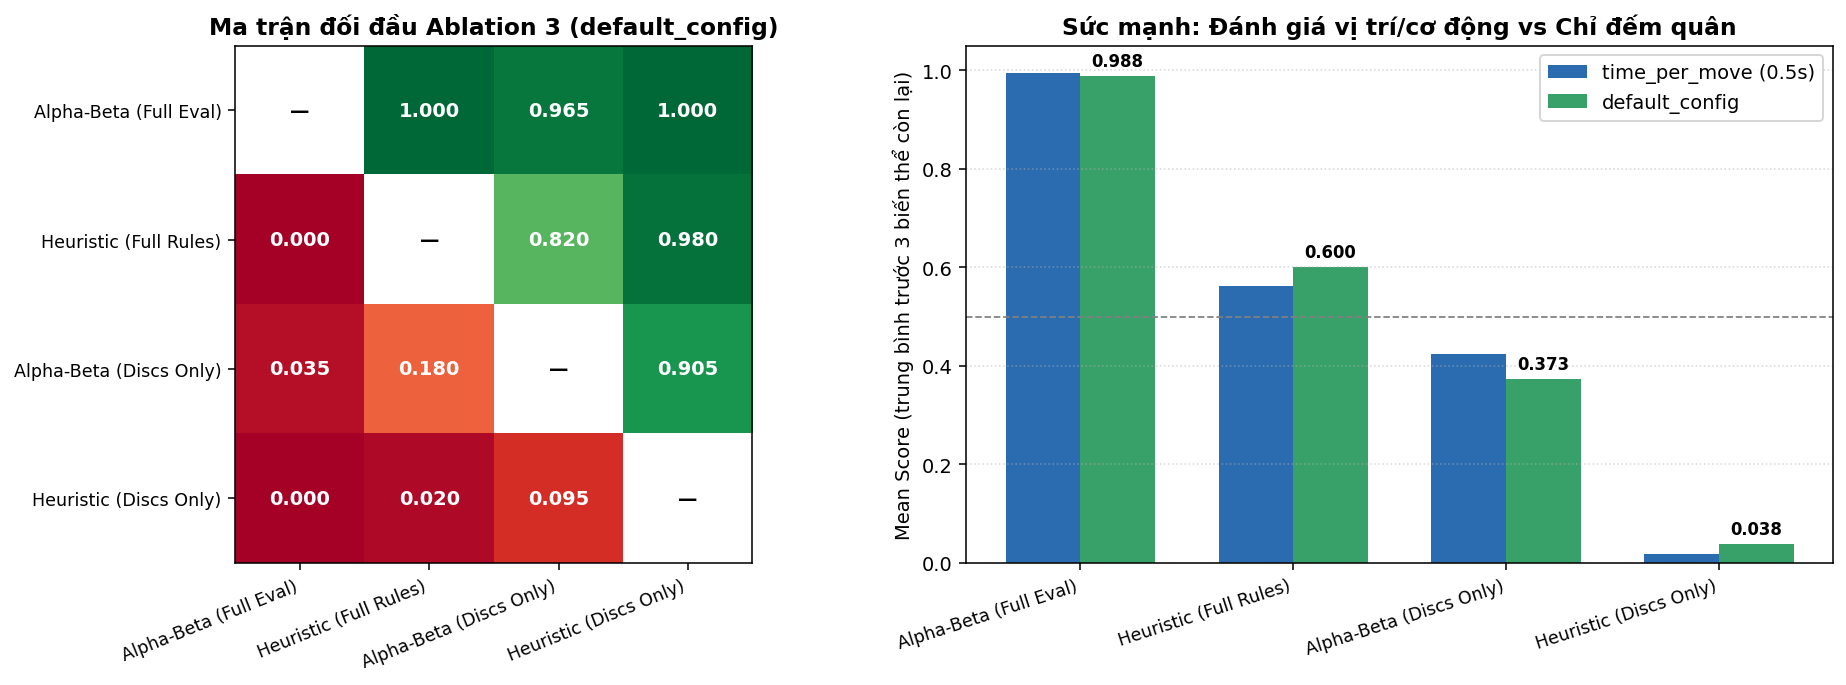 Ma trận đối đầu Ablation 3 (default_config)
Alpha-Beta (Full Eval)
Heuristic (Full Rules)
Alpha-Beta (Discs Only)
Heuristic (Discs Only)
— 1.000 0.965 1.000
0.000 — 0.820 0.980
0.035 0.180 — 0.905
0.000 0.020 0.095 —
Alpha-Beta (Full Eval)
Heuristic (Full Rules)
Alpha-Beta (Discs Only)
Heuristic (Discs Only)
Sức mạnh: Đánh giá vị trí/cơ động vs Chỉ đếm quân
Mean Score (trung bình trước 3 biến thể còn lại)
1.0
0.8
0.6
0.4
0.2
0.0
time_per_move (0.5s)
default_config
0.988
0.600
0.373
0.038
Alpha-Beta (Full Eval)
Heuristic (Full Rules)
Alpha-Beta (Discs Only)
Heuristic (Discs Only)